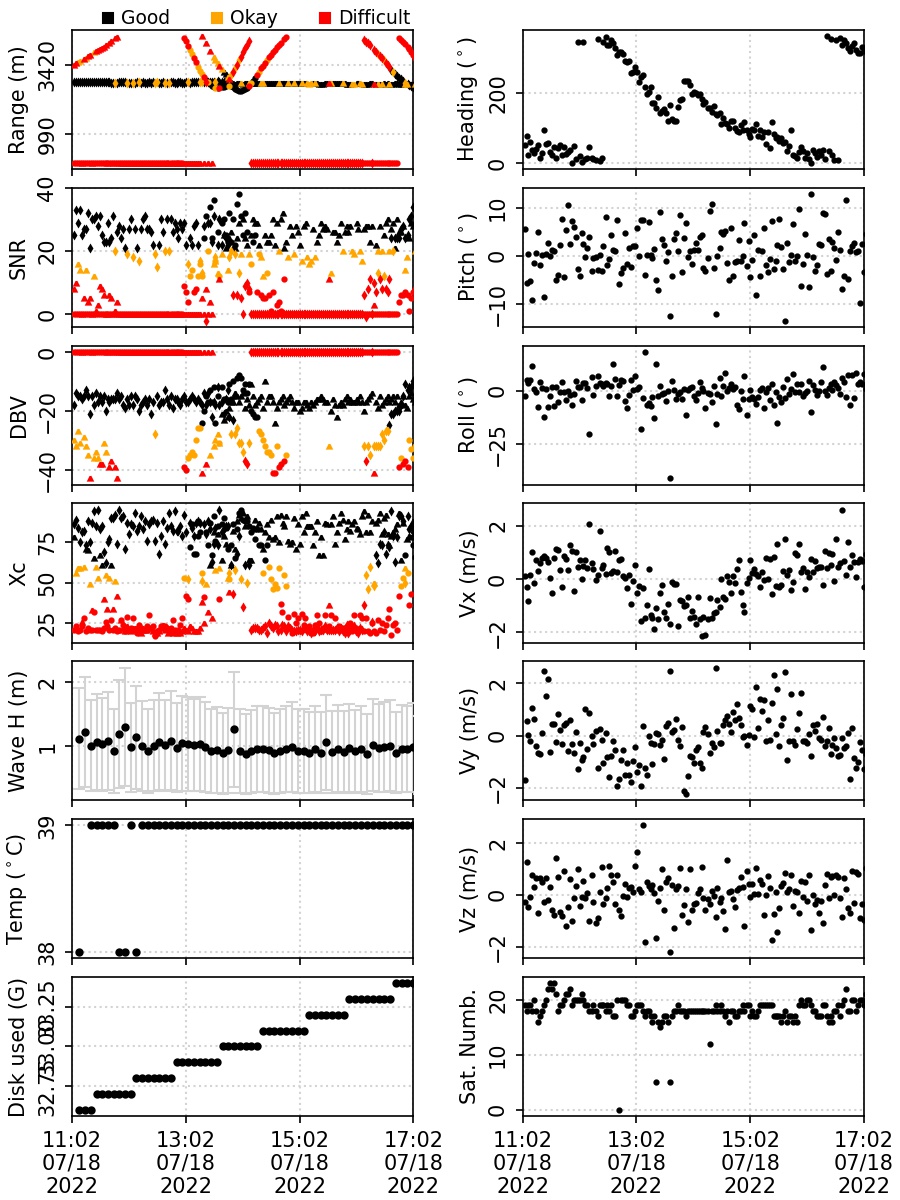 Good Okay Difficult
Range (m)
3420
990
Heading (°)
200
0
SNR
40
20
0
Pitch (°)
10
0
−10
DBV
0
−20
−40
Roll (°)
0
−25
Xc
75
50
25
Vx (m/s)
2
0
−2
Wave H (m)
2
1
Vy (m/s)
2
0
−2
Temp (°C)
39
38
Vz (m/s)
2
0
−2
Disk used (G)
33.25
33.00
32.75
Sat. Numb.
20
10
0
11:02 13:02 15:02 17:02 11:02 13:02 15:02 17:02
07/18 07/18 07/18 07/18 07/18 07/18 07/18 07/18
2022 2022 2022 2022 2022 2022 2022 2022